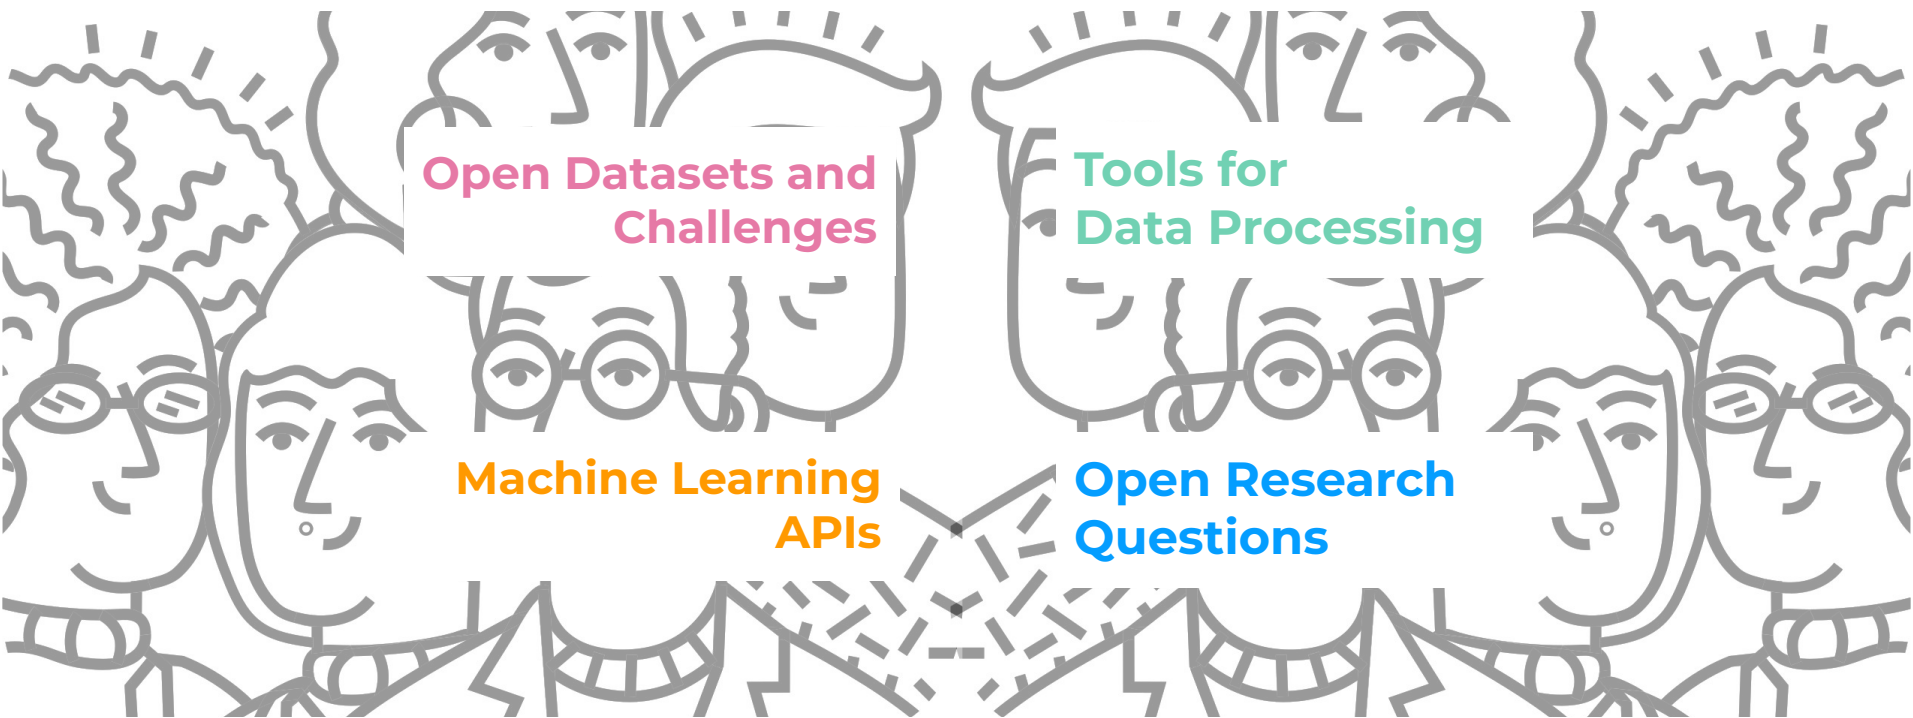 Open Datasets and
Challenges
Tools for
Data Processing
Machine Learning
APIs
Open Research
Questions